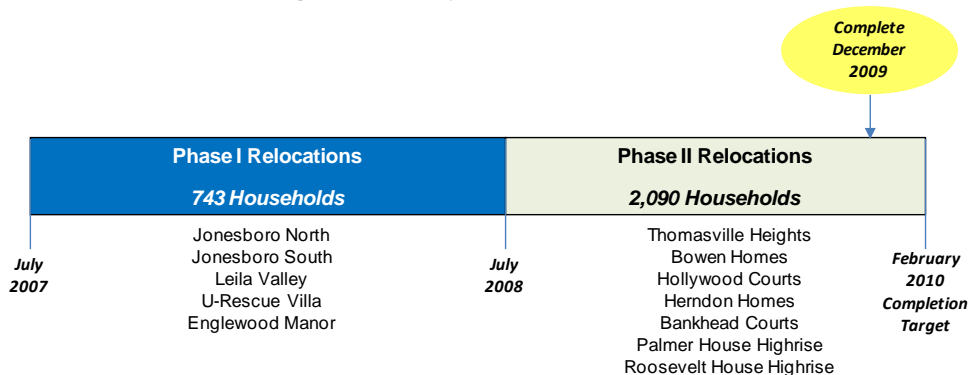 Complete
December
2009
Phase I Relocations
743 Households
Phase II Relocations
2,090 Households
July
2007
Jonesboro North
Jonesboro South
Leila Valley
U-Rescue Villa
Englewood Manor
July
2008
Thomasville Heights
Bowen Homes
Hollywood Courts
Herndon Homes
Bankhead Courts
Palmer House Highrise
Roosevelt House Highrise
February
2010
Completion
Target